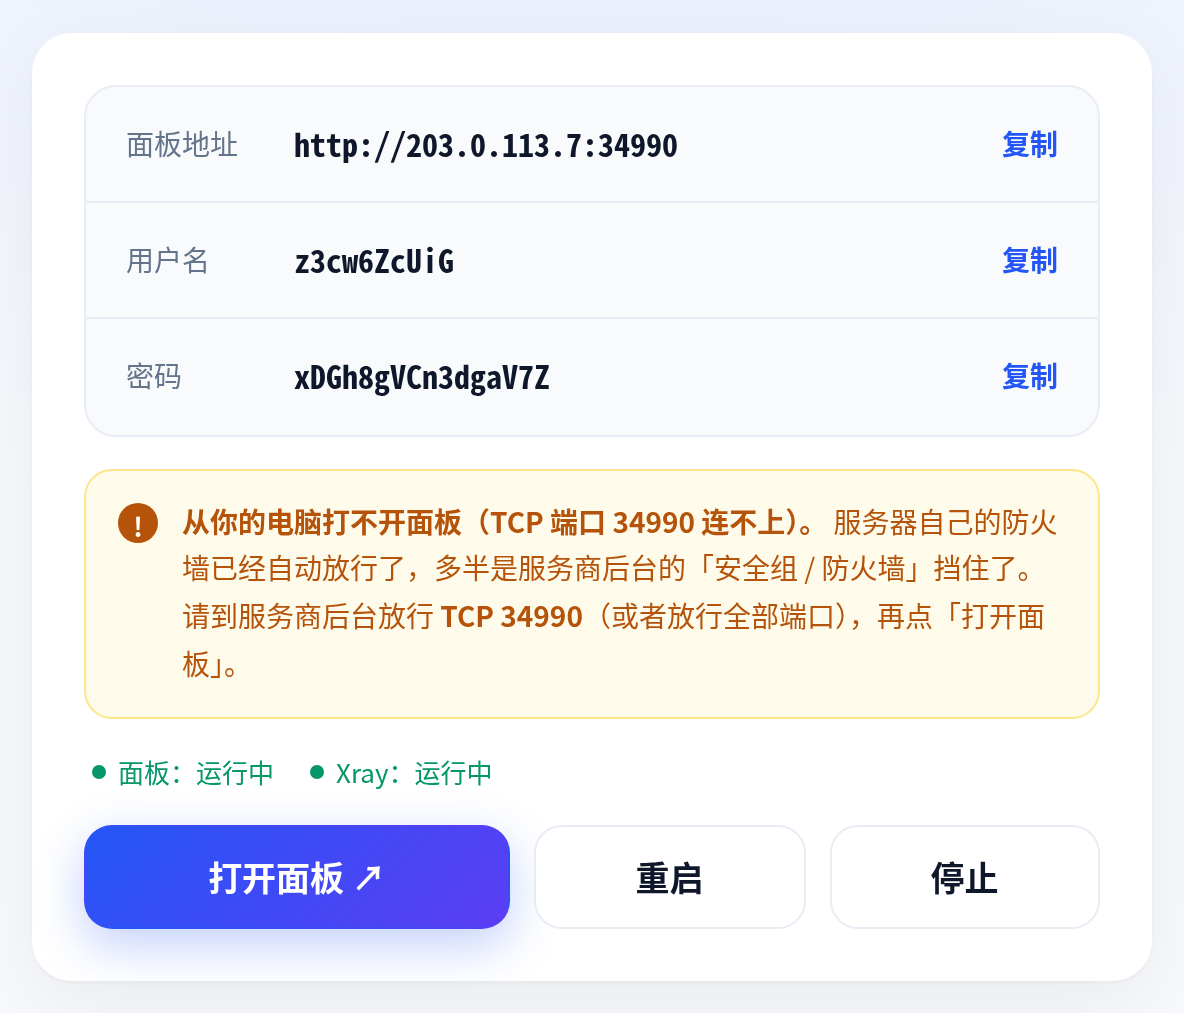 面板地址 http://203.0.113.7:34990 复制
用户名 z3cw6ZcUiG 复制
密码 xDGh8gVCn3dgaV7Z 复制
! 从你的电脑打不开面板（TCP 端口 34990 连不上）。 服务器自己的防火
墙已经自动放行了，多半是服务商后台的「安全组 / 防火墙」挡住了。
请到服务商后台放行 TCP 34990（或者放行全部端口），再点「打开面
板」。
面板：运行中 Xray：运行中
打开面板 ↗ 重启 停止